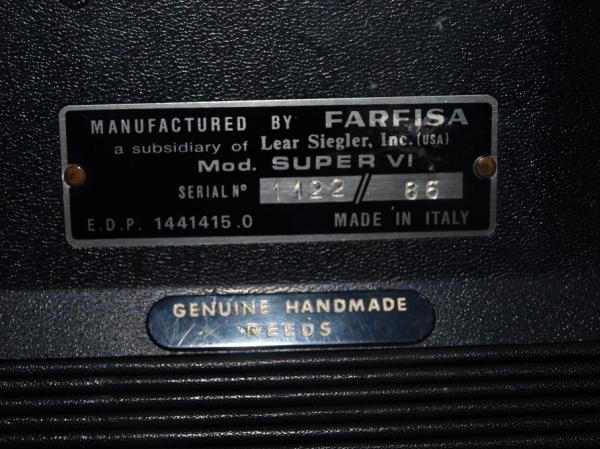 MANUFACTURED BY FARFISA
a subsidiary of Lear Siegler, Inc. (USA)
Mod. SUPER VI
SERIAL Nº 1122 // 86
E.D.P. 1441415.0 MADE IN ITALY
GENUINE HANDMADE
REEDS